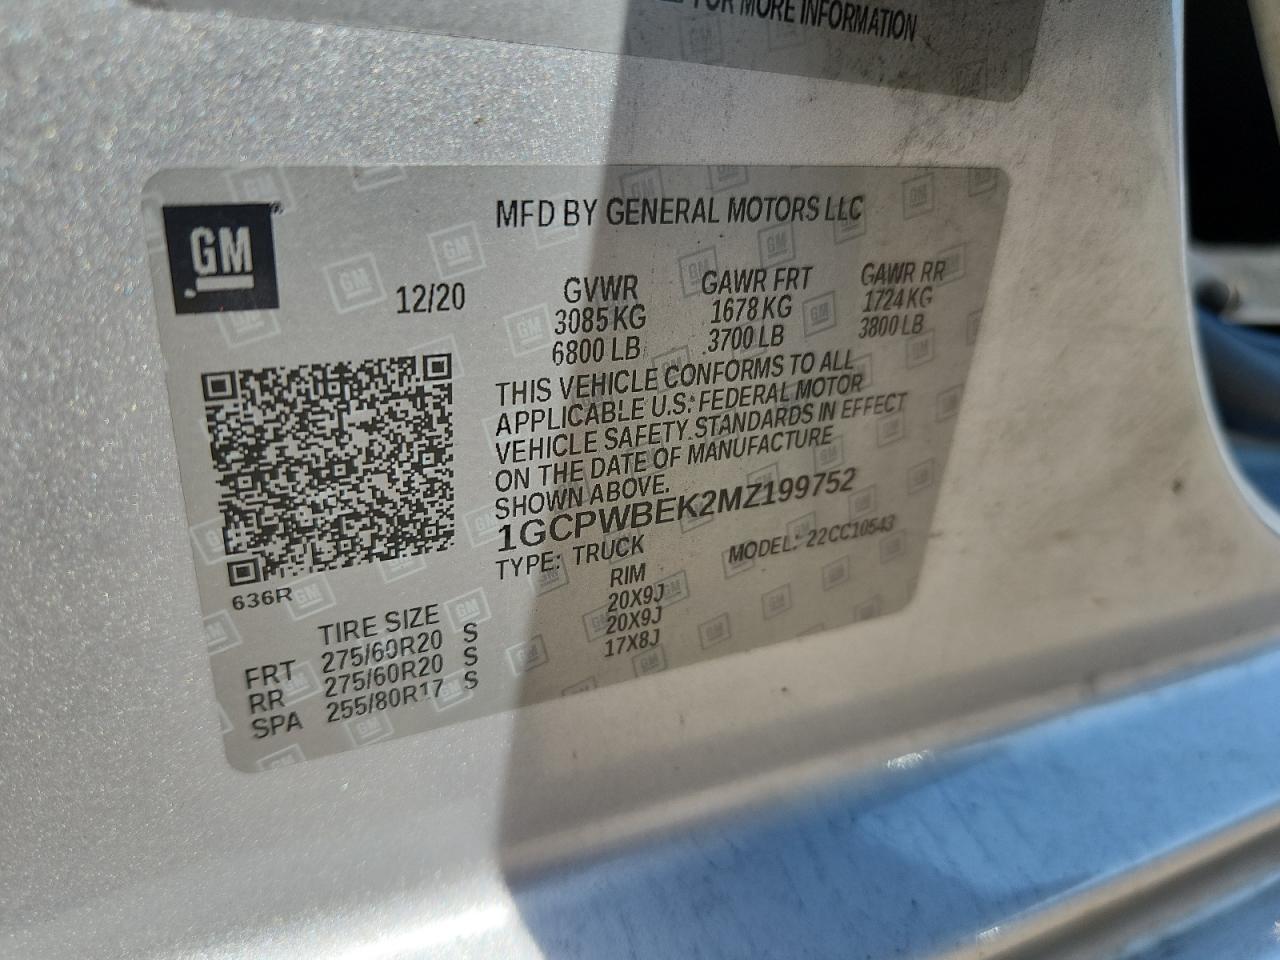 FOR MORE INFORMATION
GM
MFD BY GENERAL MOTORS LLC
12/20
GVWR GAWR FRT GAWR RR
3085 KG 1678 KG 1724 KG
6800 LB 3700 LB 3800 LB
THIS VEHICLE CONFORMS TO ALL
APPLICABLE U.S. FEDERAL MOTOR
VEHICLE SAFETY STANDARDS IN EFFECT
ON THE DATE OF MANUFACTURE
SHOWN ABOVE.
1GCPWBEK2MZ199752
TYPE: TRUCK MODEL: 22CC10543
636R
TIRE SIZE RIM
FRT 275/60R20 S 20X9J
RR 275/60R20 S 20X9J
SPA 255/80R17 S 17X8J